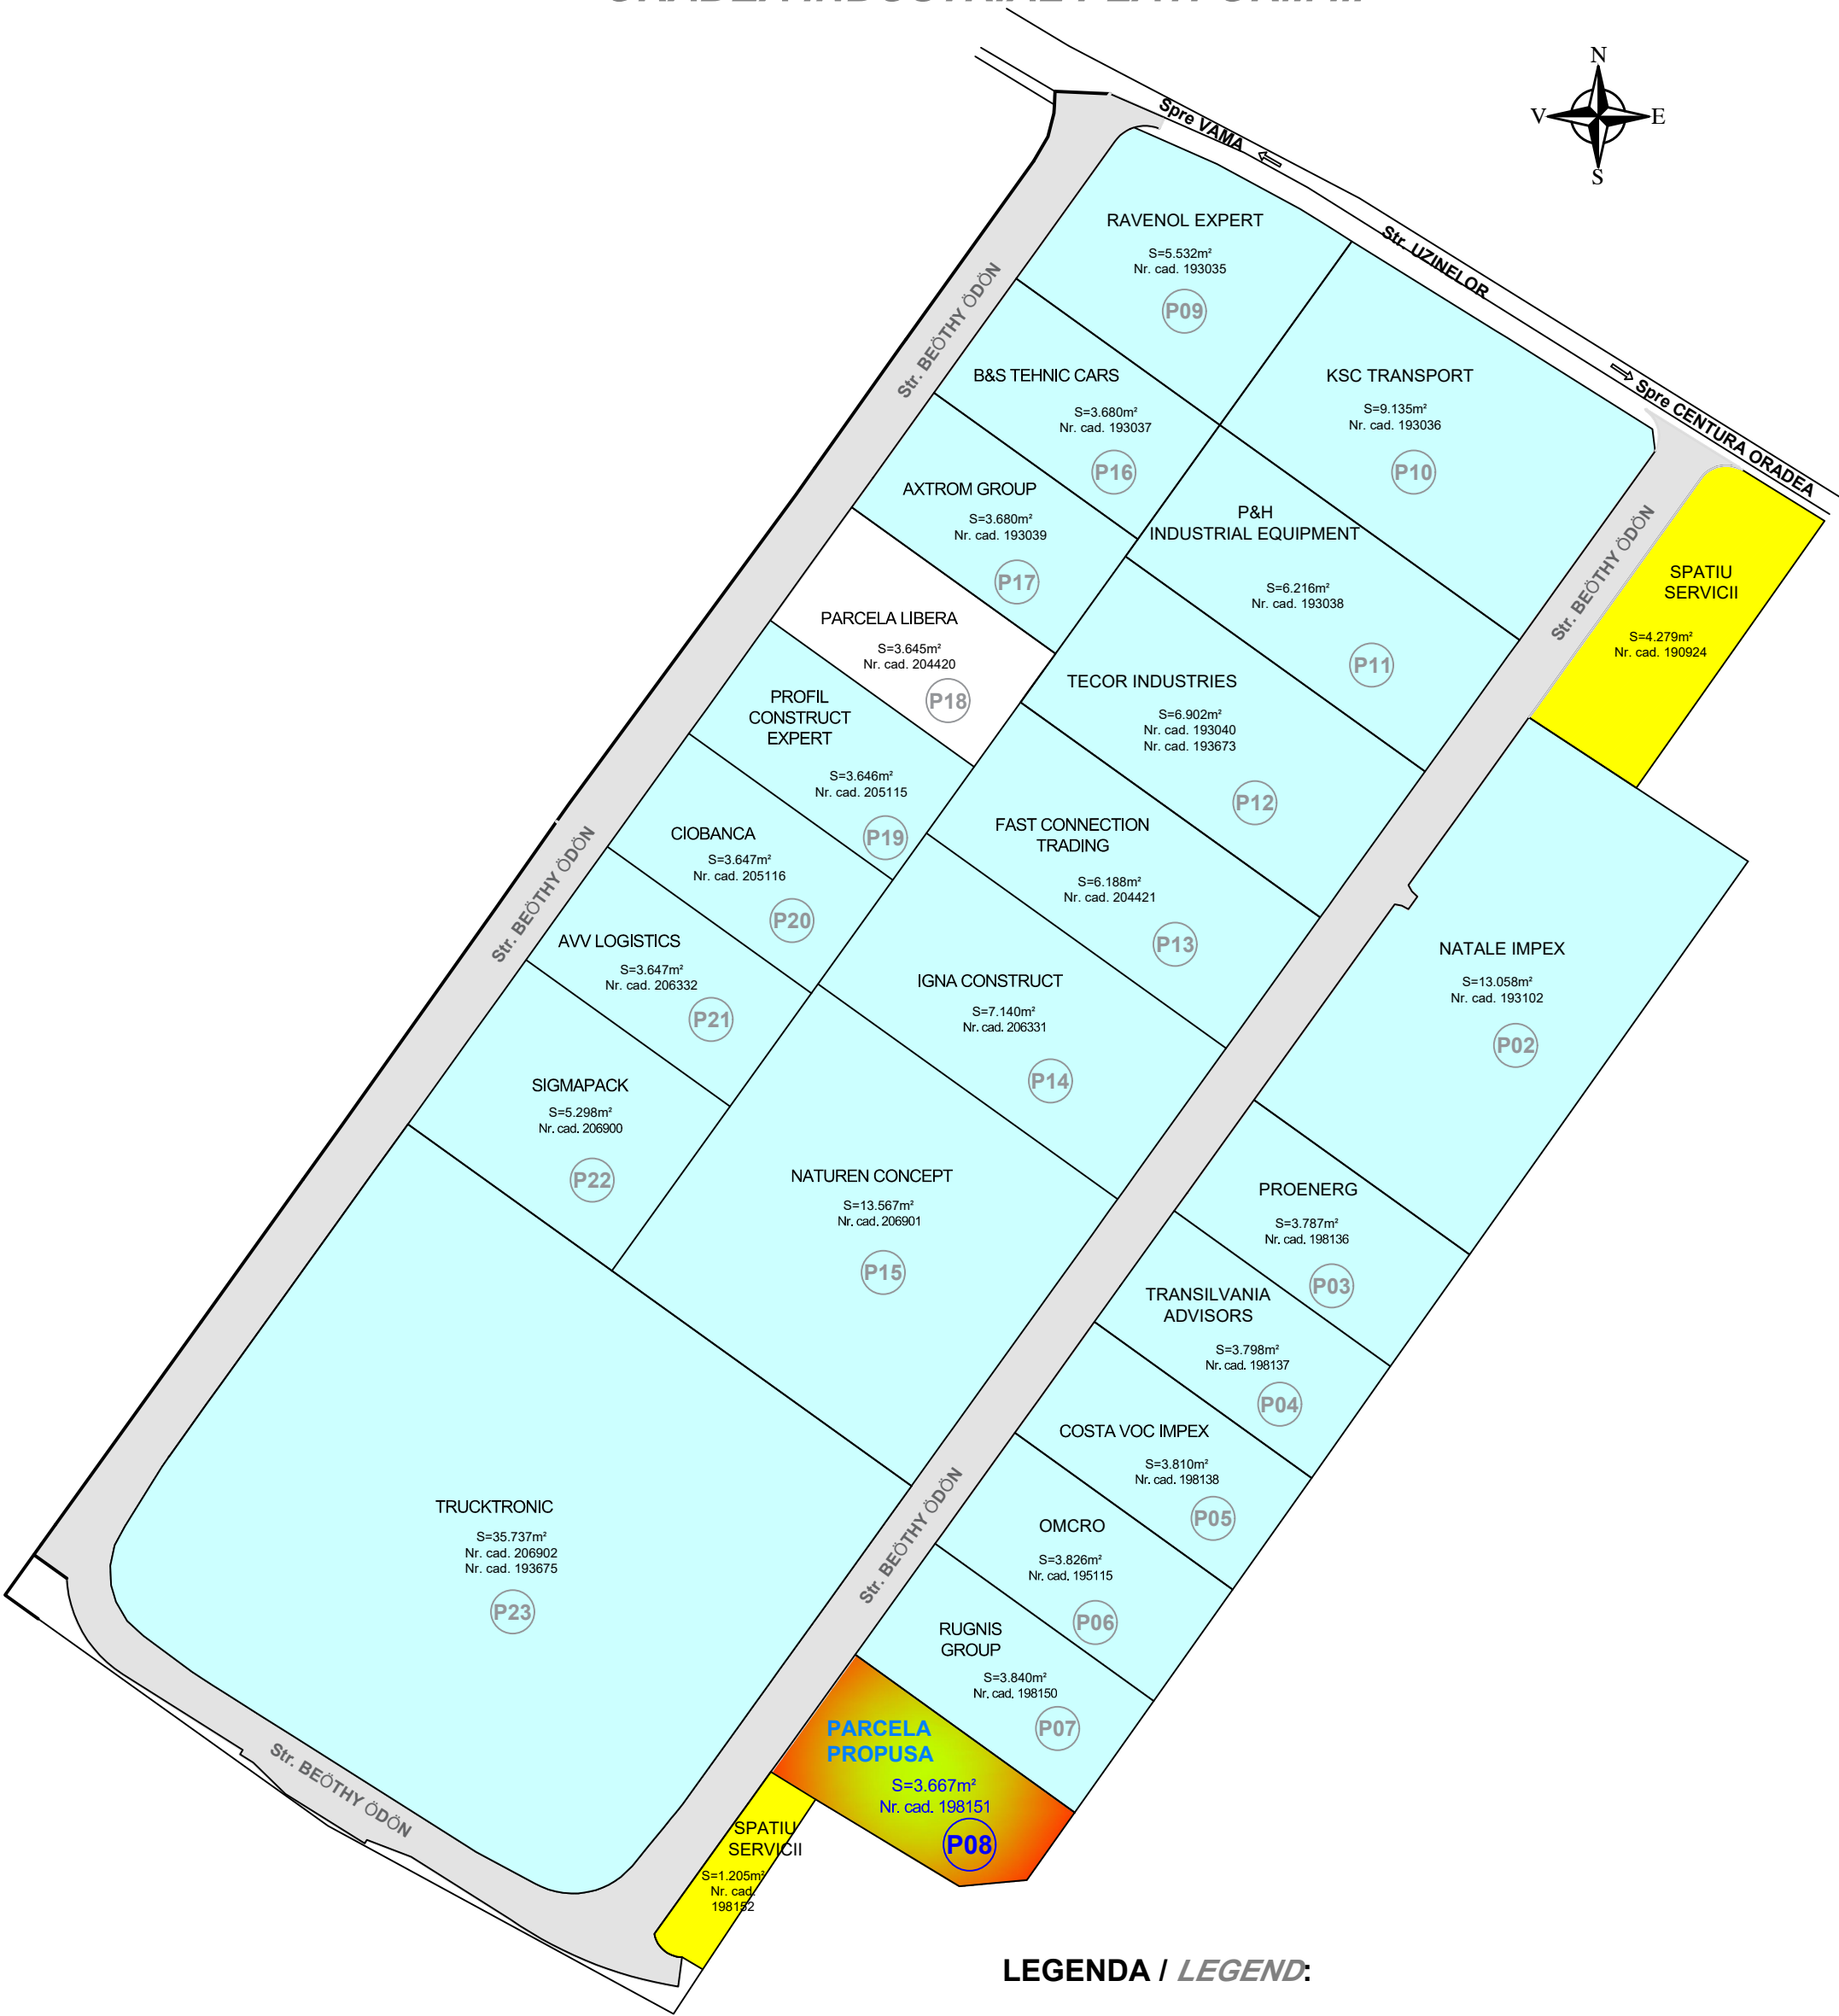 N
V E
S
Spre VAMA
Str. UZINELOR
Spre CENTURA ORADEA
RAVENOL EXPERT
S=5.532m²
Nr. cad. 193035
P09
Str. BEÖTHY ÖDÖN
B&S TEHNIC CARS
S=3.680m²
Nr. cad. 193037
P16
KSC TRANSPORT
S=9.135m²
Nr. cad. 193036
P10
AXTROM GROUP
S=3.680m²
Nr. cad. 193039
P17
P&H
INDUSTRIAL EQUIPMENT
S=6.216m²
Nr. cad. 193038
P11
Str. BEÖTHY ÖDÖN
SPATIU
SERVICII
S=4.279m²
Nr. cad. 190924
PARCELA LIBERA
S=3.645m²
Nr. cad. 204420
P18
TECOR INDUSTRIES
S=6.902m²
Nr. cad. 193040
Nr. cad. 193673
P12
PROFIL
CONSTRUCT
EXPERT
S=3.646m²
Nr. cad. 205115
P19
FAST CONNECTION
TRADING
S=6.188m²
Nr. cad. 204421
P13
CIOBANCA
S=3.647m²
Nr. cad. 205116
P20
Str. BEÖTHY ÖDÖN
AVV LOGISTICS
S=3.647m²
Nr. cad. 206332
P21
IGNA CONSTRUCT
S=7.140m²
Nr. cad. 206331
P14
NATALE IMPEX
S=13.058m²
Nr. cad. 193102
P02
SIGMAPACK
S=5.298m²
Nr. cad. 206900
P22
NATUREN CONCEPT
S=13.567m²
Nr. cad. 206901
P15
PROENERG
S=3.787m²
Nr. cad. 198136
P03
TRANSILVANIA
ADVISORS
S=3.798m²
Nr. cad. 198137
P04
COSTA VOC IMPEX
S=3.810m²
Nr. cad. 198138
P05
TRUCKTRONIC
S=35.737m²
Nr. cad. 206902
Nr. cad. 193675
P23
Str. BEÖTHY ÖDÖN
OMCRO
S=3.826m²
Nr. cad. 195115
P06
RUGNIS
GROUP
S=3.840m²
Nr. cad. 198150
P07
PARCELA
PROPUSA
S=3.667m²
Nr. cad. 198151
P08
Str. BEÖTHY ÖDÖN
SPATIU
SERVICII
S=1.205m²
Nr. cad.
198152
LEGENDA / LEGEND: